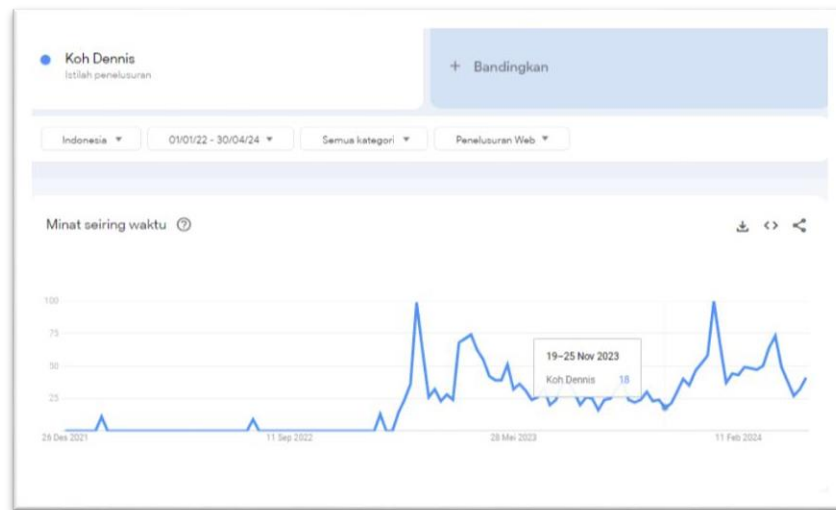 Koh Dennis
Istilah penelusuran
+ Bandingkan
Indonesia
01/01/22 - 30/04/24
Semua kategori
Penelusuran Web
Minat seiring waktu
100
75
50
25
19–25 Nov 2023
Koh Dennis 18
26 Des 2021
11 Sep 2022
28 Mei 2023
11 Feb 2024